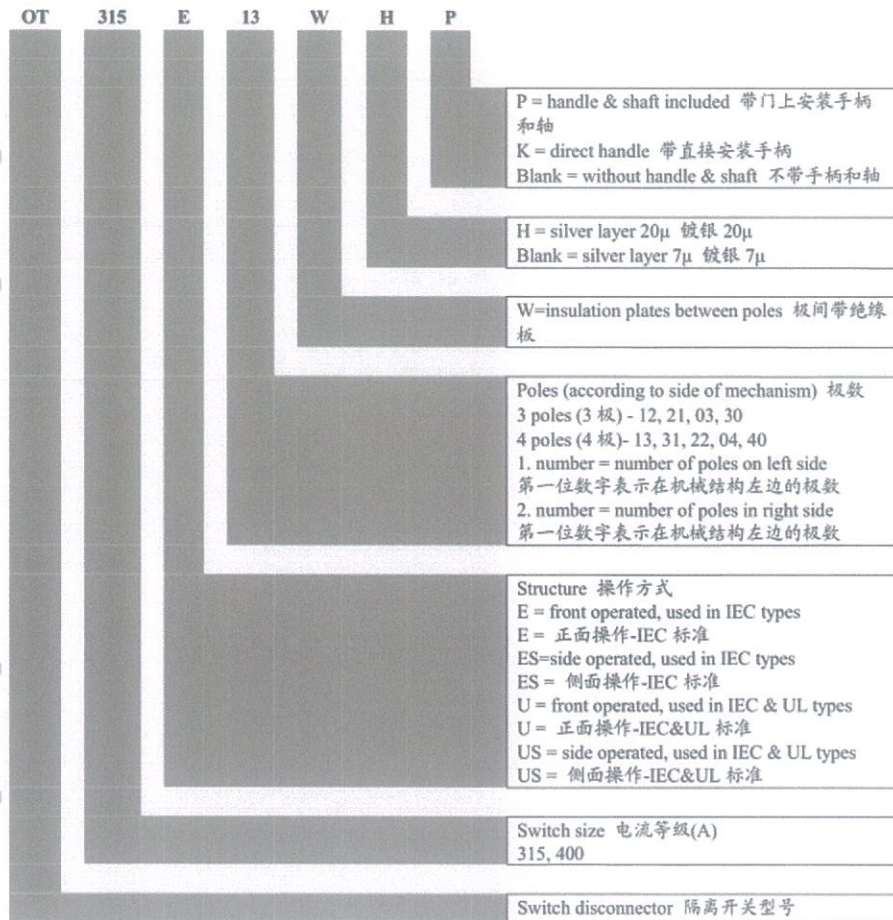 OT 315 E 13 W H P
P = handle & shaft included 带门上安装手柄
和轴
K = direct handle 带直接安装手柄
Blank = without handle & shaft 不带手柄和轴
H = silver layer 20μ 镀银 20μ
Blank = silver layer 7μ 镀银 7μ
W=insulation plates between poles 极间带绝缘
板
Poles (according to side of mechanism) 极数
3 poles (3 极) - 12, 21, 03, 30
4 poles (4 极)- 13, 31, 22, 04, 40
1. number = number of poles on left side
第一位数字表示在机械结构左边的极数
2. number = number of poles in right side
第一位数字表示在机械结构左边的极数
Structure 操作方式
E = front operated, used in IEC types
E = 正面操作-IEC 标准
ES=side operated, used in IEC types
ES = 侧面操作-IEC 标准
U = front operated, used in IEC & UL types
U = 正面操作-IEC&UL 标准
US = side operated, used in IEC & UL types
US = 侧面操作-IEC&UL 标准
Switch size 电流等级(A)
315, 400
Switch disconnector 隔离开关型号